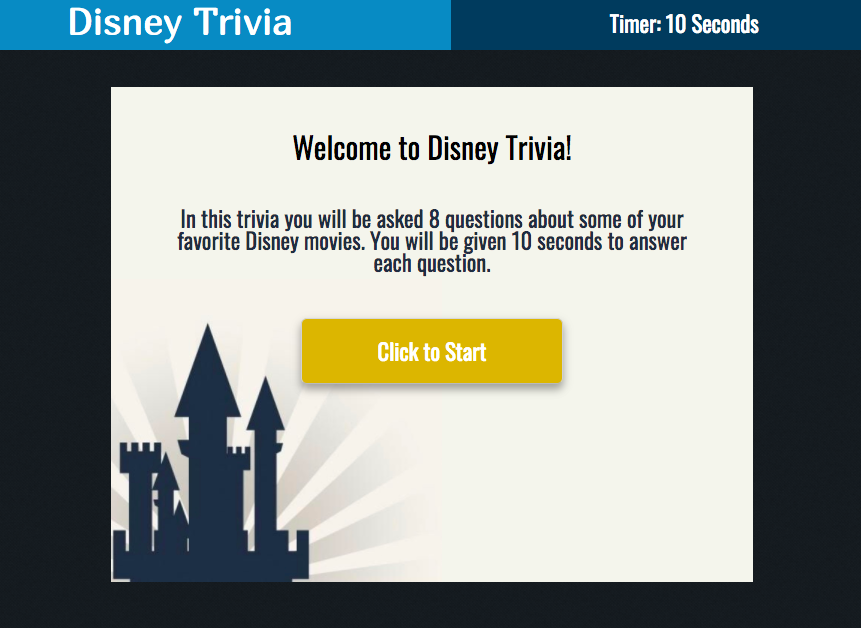 Disney Trivia
Timer: 10 Seconds
Welcome to Disney Trivia!
In this trivia you will be asked 8 questions about some of your
favorite Disney movies. You will be given 10 seconds to answer
each question.
Click to Start